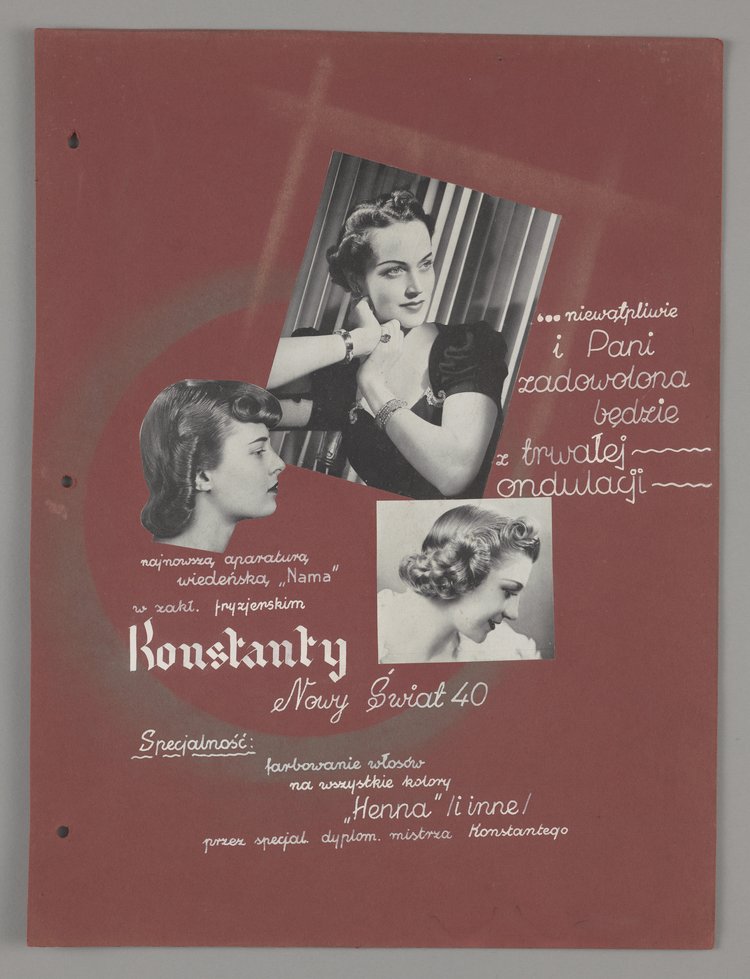 ... niewątpliwie
i Pani
zadowolona
będzie
z trwałej
ondulacji
najnowszą aparaturą
wiedeńską „Nama"
w zakł. fryzjerskim
Konstanty
Nowy Świat 40
Specjalność:
farbowanie włosów
na wszystkie kolory
„Henna" /i inne/
przez specjal. dyplom. mistrza Konstantego